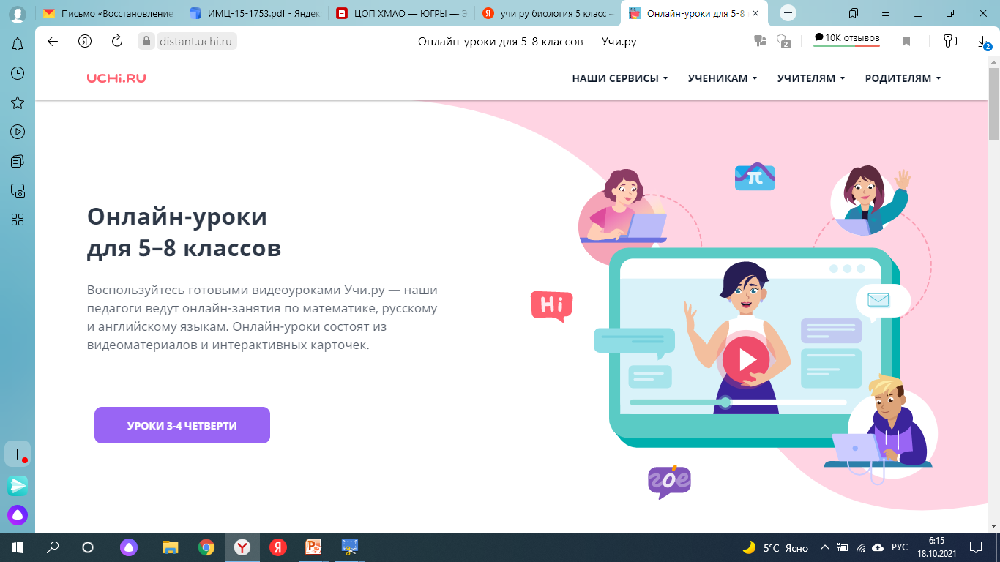 Письмо «Восстановление
ИМЦ-15-1753.pdf - Яндек
ЦОП ХМАО — ЮГРЫ — Э
учи ру биология 5 класс —
Онлайн-уроки для 5-8
distant.uchi.ru
Онлайн-уроки для 5-8 классов — Учи.ру
2
10K отзывов
2
UCHi.RU
НАШИ СЕРВИСЫ
УЧЕНИКАМ
УЧИТЕЛЯМ
РОДИТЕЛЯМ
π
Онлайн-уроки
для 5–8 классов
Воспользуйтесь готовыми видеоуроками Учи.ру — наши
педагоги ведут онлайн-занятия по математике, русскому
и английскому языкам. Онлайн-уроки состоят из
видеоматериалов и интерактивных карточек.
Hi
УРОКИ 3-4 ЧЕТВЕРТИ
5°C Ясно
РУС
6:15
18.10.2021